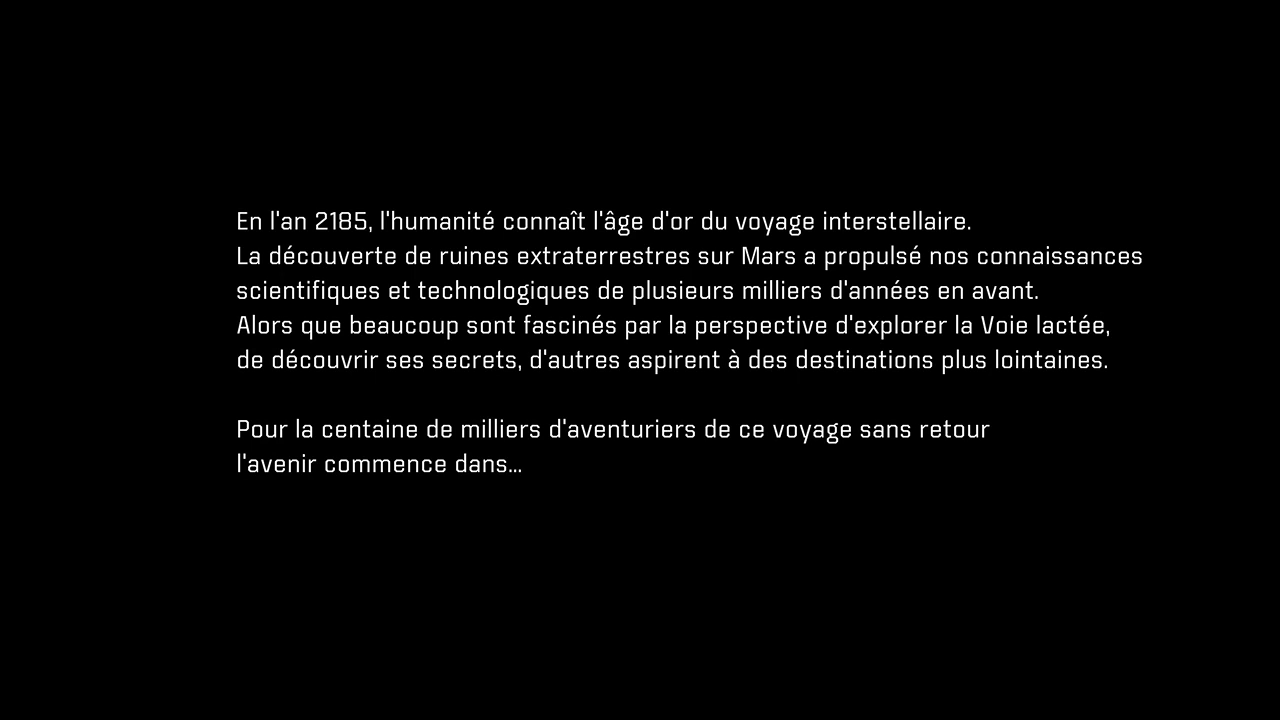 En l'an 2185, l'humanité connaît l'âge d'or du voyage interstellaire.
La découverte de ruines extraterrestres sur Mars a propulsé nos connaissances
scientifiques et technologiques de plusieurs milliers d'années en avant.
Alors que beaucoup sont fascinés par la perspective d'explorer la Voie lactée,
de découvrir ses secrets, d'autres aspirent à des destinations plus lointaines.
Pour la centaine de milliers d'aventuriers de ce voyage sans retour
l'avenir commence dans...